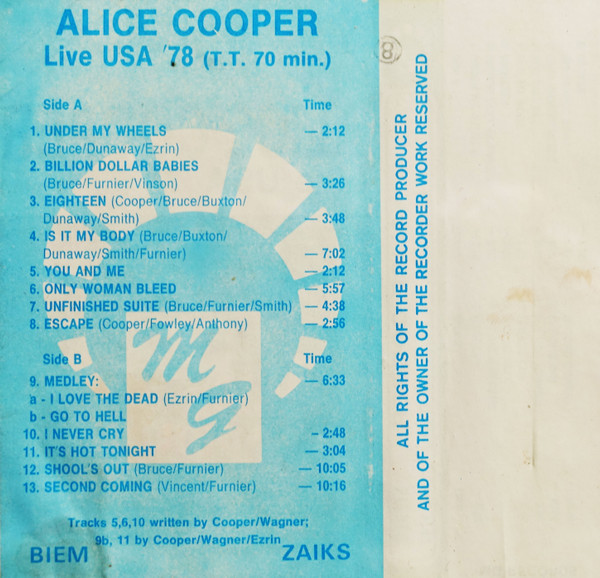 ALICE COOPER
Live USA '78 (T.T. 70 min.)
Side A Time
1. UNDER MY WHEELS — 2:12
(Bruce/Dunaway/Ezrin)
2. BILLION DOLLAR BABIES
(Bruce/Furnier/Vinson) — 3:26
3. EIGHTEEN (Cooper/Bruce/Buxton/
Dunaway/Smith) — 3:48
4. IS IT MY BODY (Bruce/Buxton/
Dunaway/Smith/Furnier) — 7:02
5. YOU AND ME — 2:12
6. ONLY WOMAN BLEED — 5:57
7. UNFINISHED SUITE (Bruce/Furnier/Smith) — 4:38
8. ESCAPE (Cooper/Fowley/Anthony) — 2:56
Side B Time
9. MEDLEY: — 6:33
a - I LOVE THE DEAD (Ezrin/Furnier)
b - GO TO HELL
10. I NEVER CRY – 2:48
11. IT'S HOT TONIGHT — 3:04
12. SHOOL'S OUT (Bruce/Furnier) — 10:05
13. SECOND COMING (Vincent/Furnier) — 10:16
Tracks 5,6,10 written by Cooper/Wagner;
9b, 11 by Cooper/Wagner/Ezrin
BIEM ZAIKS
MG
8
ALL RIGHTS OF THE RECORD PRODUCER
AND OF THE OWNER OF THE RECORDER WORK RESERVED